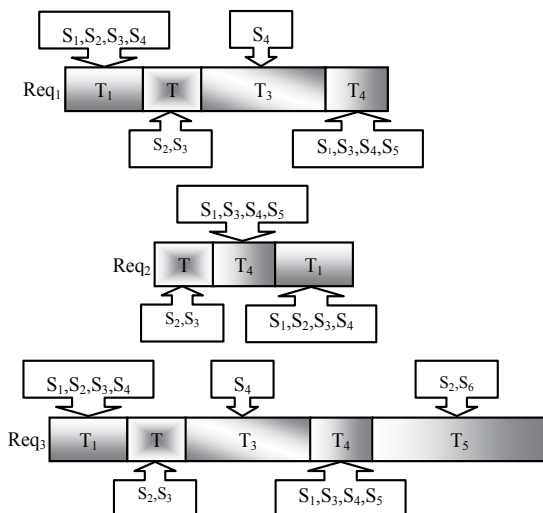 S₁,S₂,S₃,S₄ S₄
Req₁ T₁ T T₃ T₄
S₂,S₃ S₁,S₃,S₄,S₅
S₁,S₃,S₄,S₅
Req₂ T T₄ T₁
S₂,S₃ S₁,S₂,S₃,S₄
S₁,S₂,S₃,S₄ S₄ S₂,S₆
Req₃ T₁ T T₃ T₄ T₅
S₂,S₃ S₁,S₃,S₄,S₅